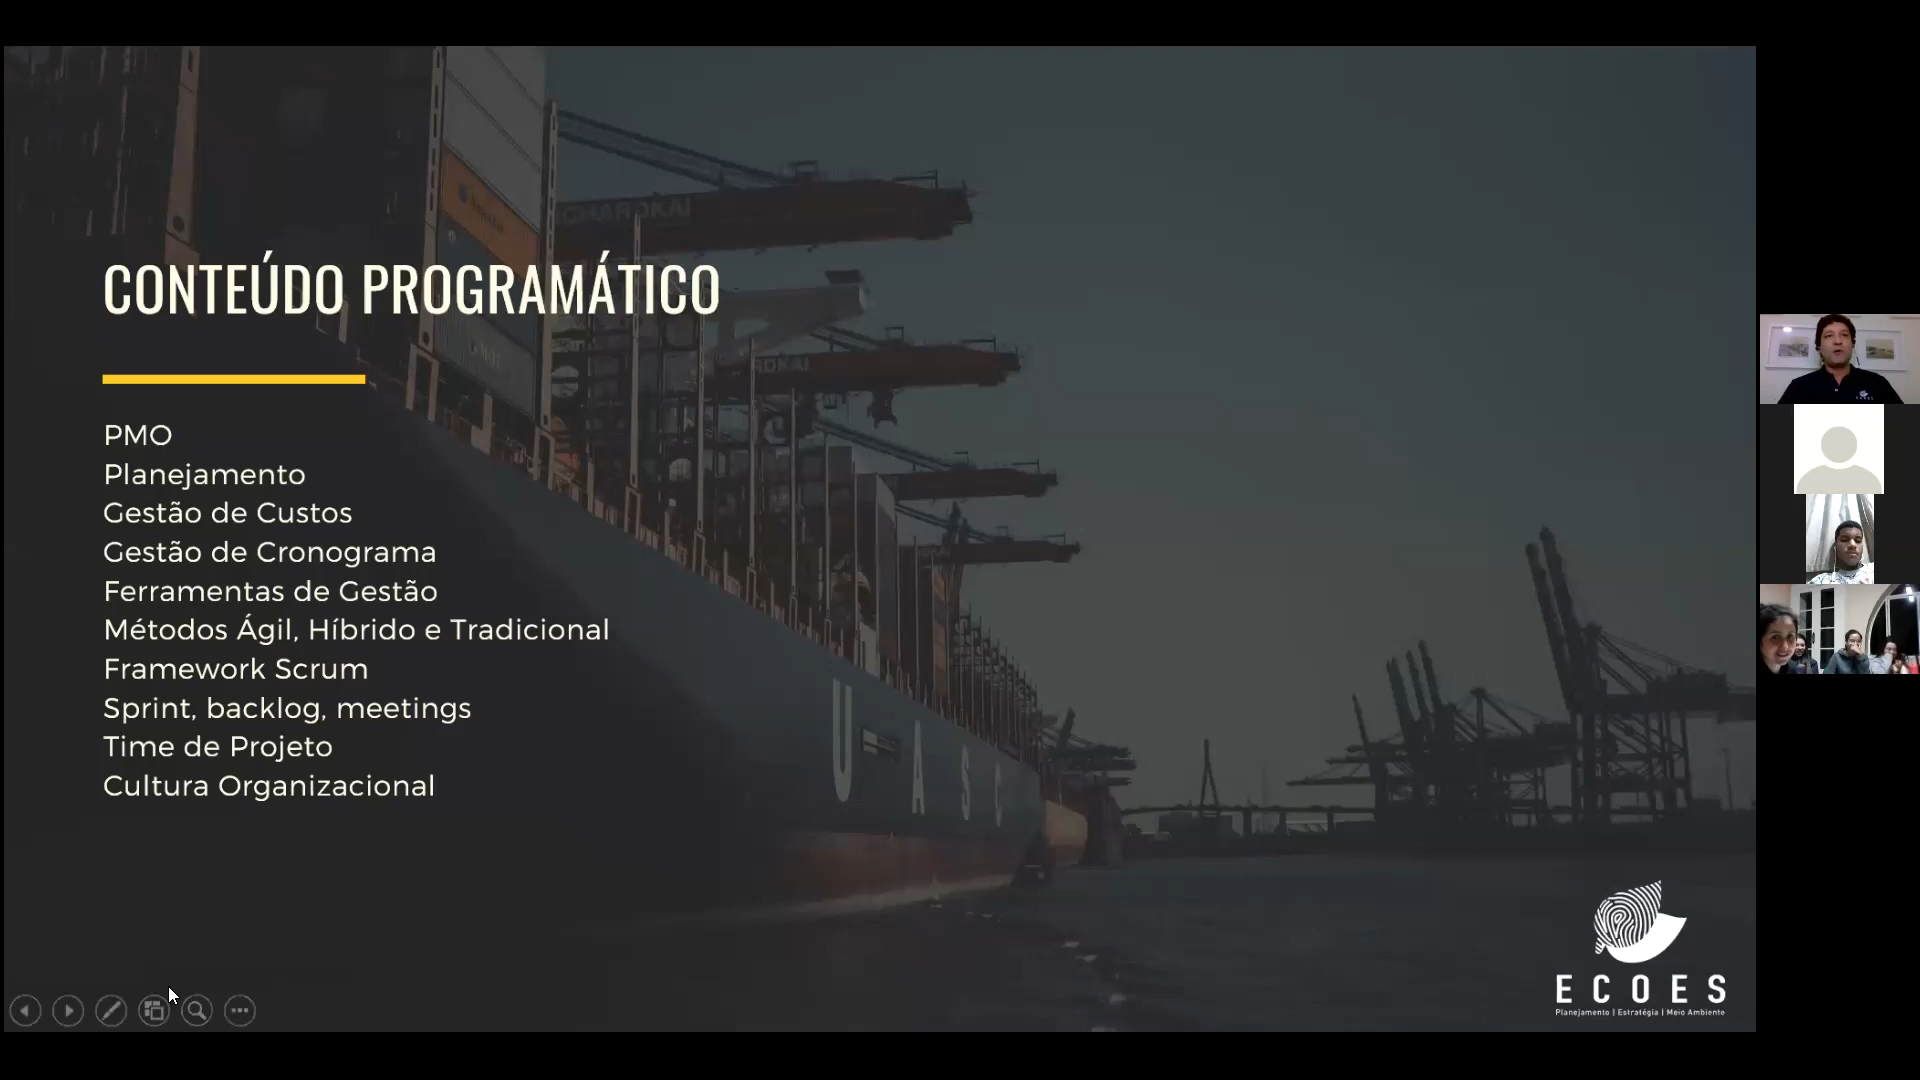 CONTEÚDO PROGRAMÁTICO
PMO
Planejamento
Gestão de Custos
Gestão de Cronograma
Ferramentas de Gestão
Métodos Ágil, Híbrido e Tradicional
Framework Scrum
Sprint, backlog, meetings
Time de Projeto
Cultura Organizacional
CHARDKAI
U A S C
ECOES
Planejamento | Estratégia | Meio Ambiente